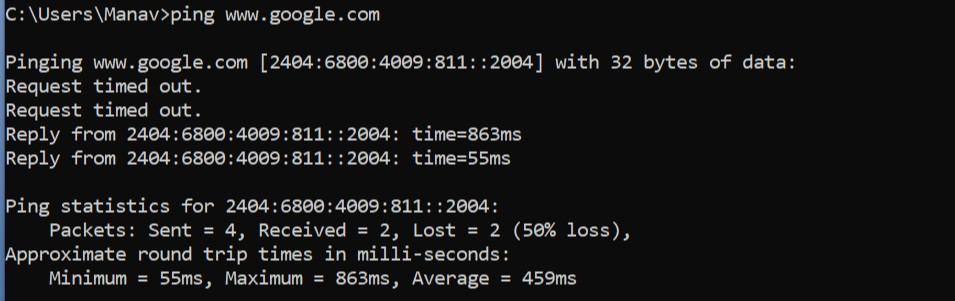 C:\Users\Manav>ping www.google.com
Pinging www.google.com [2404:6800:4009:811::2004] with 32 bytes of data:
Request timed out.
Request timed out.
Reply from 2404:6800:4009:811::2004: time=863ms
Reply from 2404:6800:4009:811::2004: time=55ms
Ping statistics for 2404:6800:4009:811::2004:
    Packets: Sent = 4, Received = 2, Lost = 2 (50% loss),
Approximate round trip times in milli-seconds:
    Minimum = 55ms, Maximum = 863ms, Average = 459ms